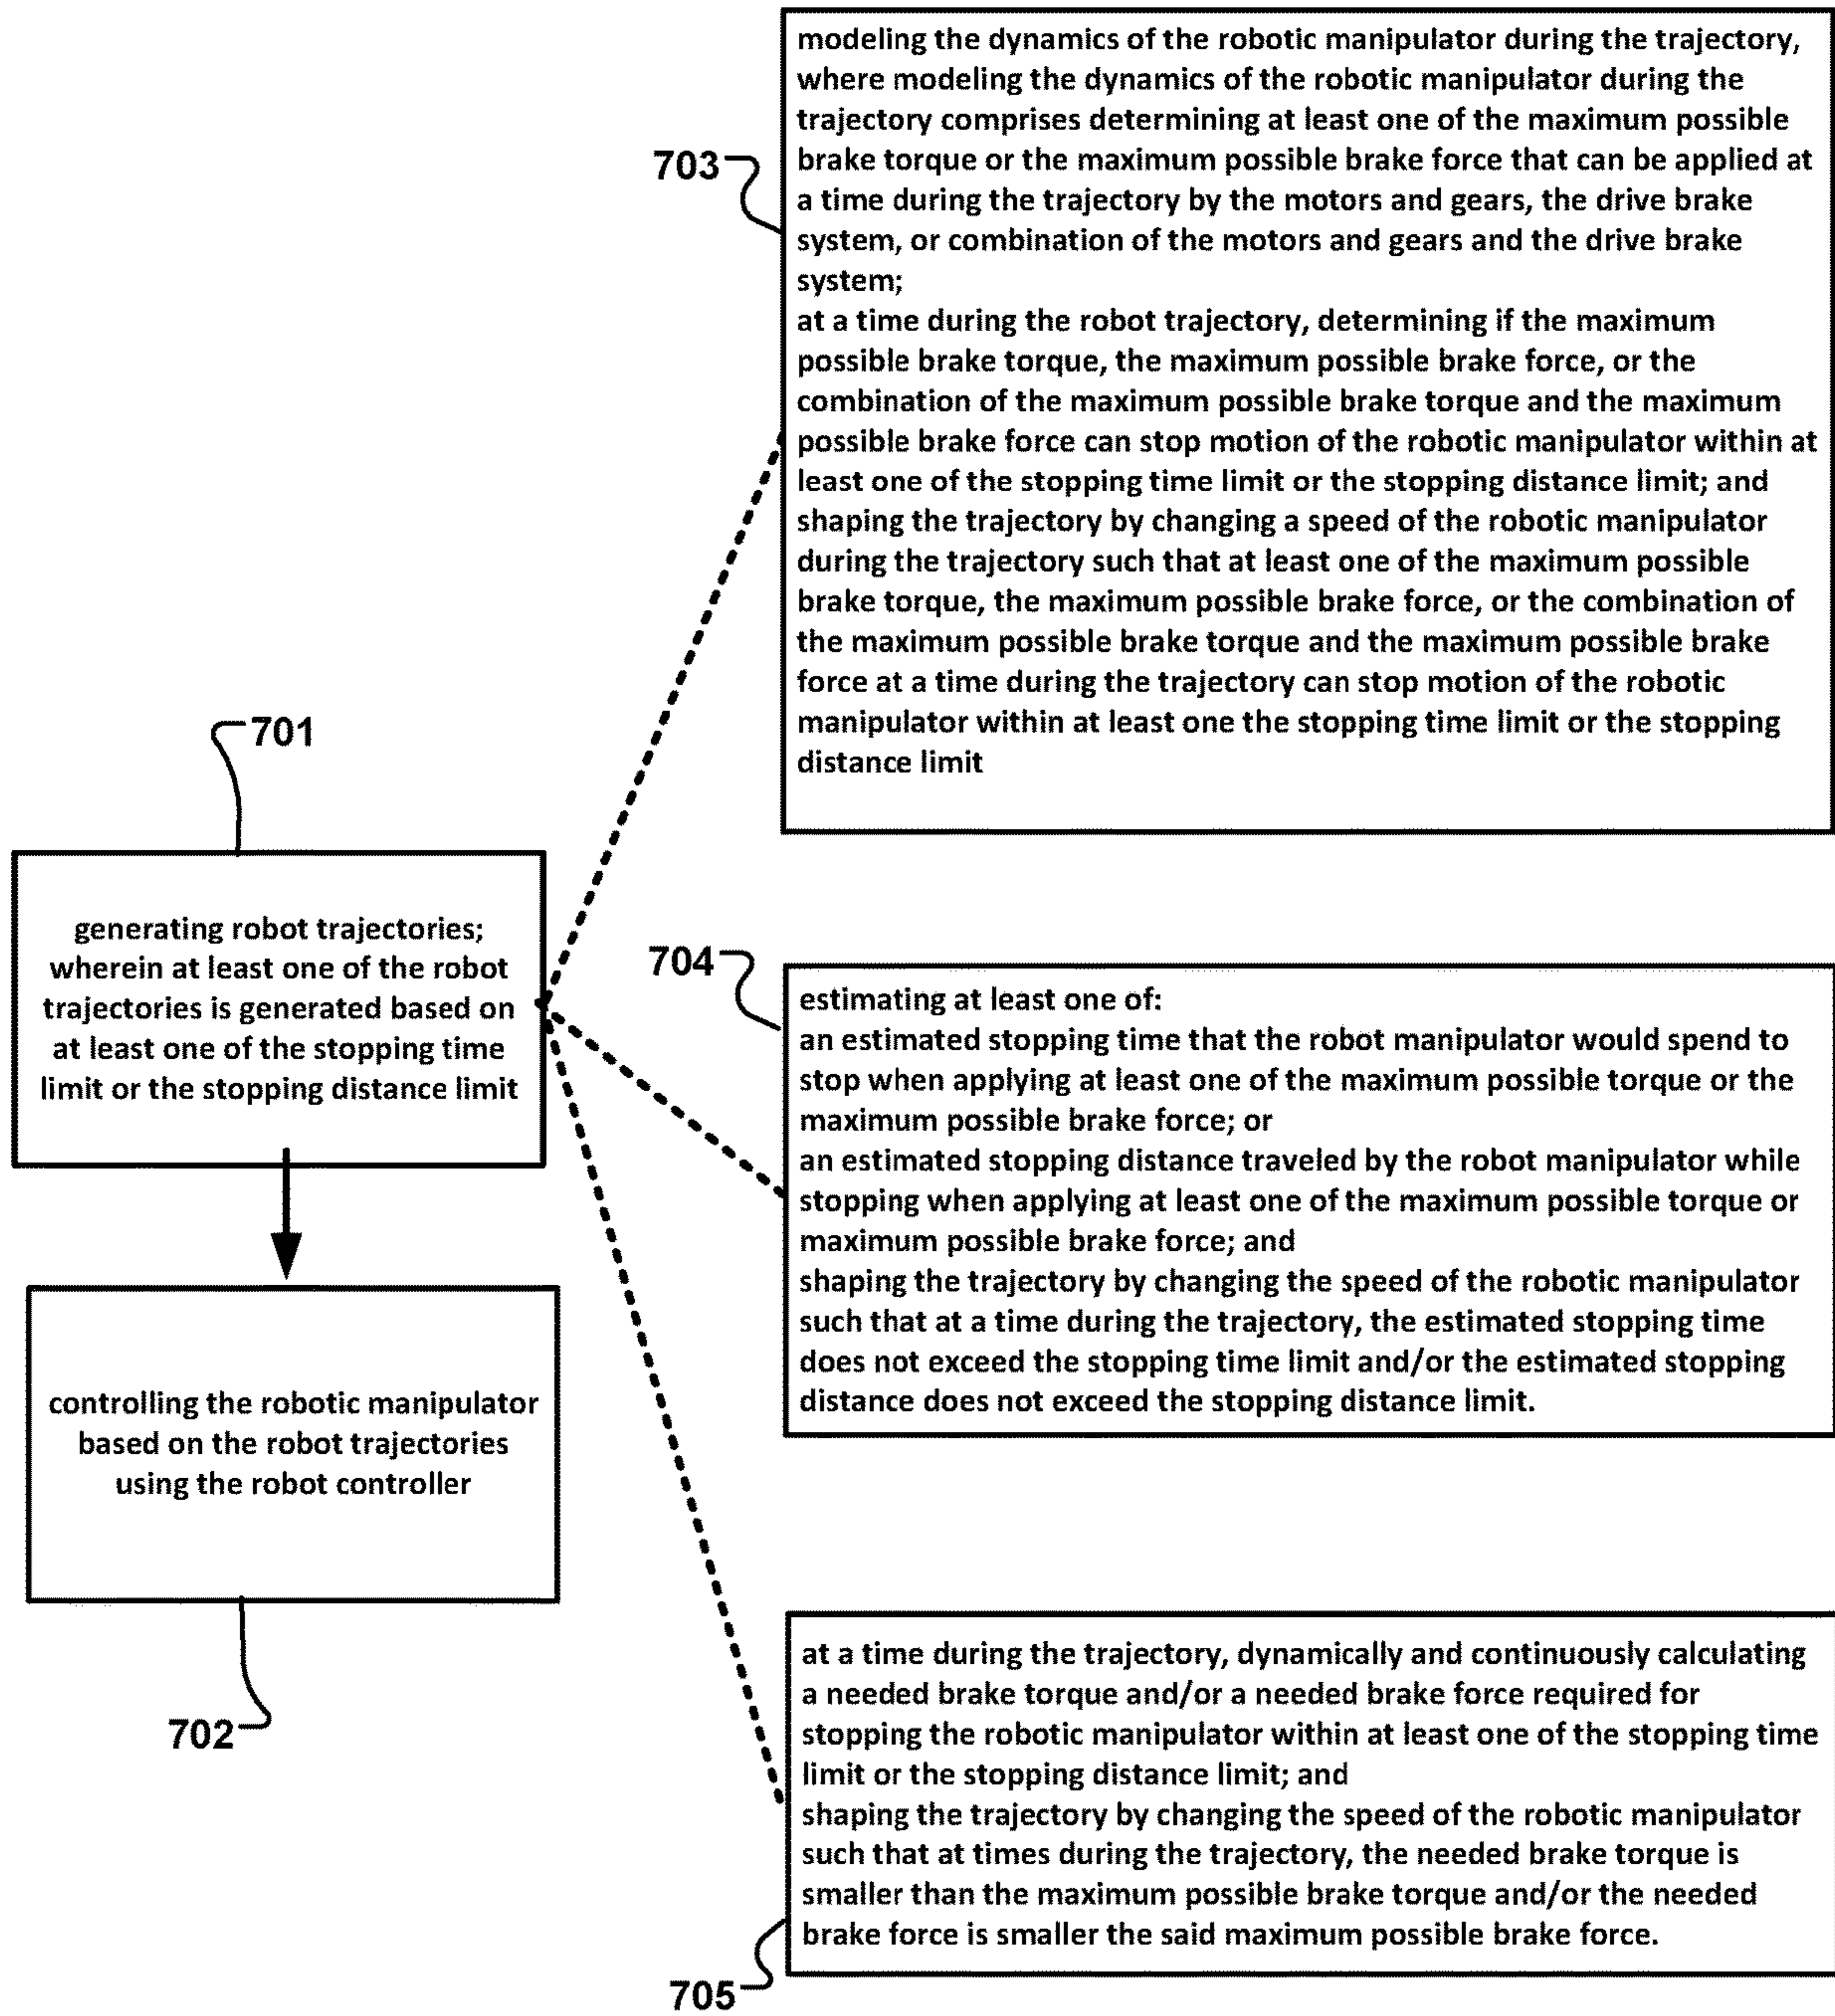 703
modeling the dynamics of the robotic manipulator during the trajectory,
where modeling the dynamics of the robotic manipulator during the
trajectory comprises determining at least one of the maximum possible
brake torque or the maximum possible brake force that can be applied at
a time during the trajectory by the motors and gears, the drive brake
system, or combination of the motors and gears and the drive brake
system;
at a time during the robot trajectory, determining if the maximum
possible brake torque, the maximum possible brake force, or the
combination of the maximum possible brake torque and the maximum
possible brake force can stop motion of the robotic manipulator within at
least one of the stopping time limit or the stopping distance limit; and
shaping the trajectory by changing a speed of the robotic manipulator
during the trajectory such that at least one of the maximum possible
brake torque, the maximum possible brake force, or the combination of
the maximum possible brake torque and the maximum possible brake
force at a time during the trajectory can stop motion of the robotic
manipulator within at least one the stopping time limit or the stopping
distance limit
701
generating robot trajectories;
wherein at least one of the robot
trajectories is generated based on
at least one of the stopping time
limit or the stopping distance limit
704
estimating at least one of:
an estimated stopping time that the robot manipulator would spend to
stop when applying at least one of the maximum possible torque or the
maximum possible brake force; or
an estimated stopping distance traveled by the robot manipulator while
stopping when applying at least one of the maximum possible torque or
maximum possible brake force; and
shaping the trajectory by changing the speed of the robotic manipulator
such that at a time during the trajectory, the estimated stopping time
does not exceed the stopping time limit and/or the estimated stopping
distance does not exceed the stopping distance limit.
controlling the robotic manipulator
based on the robot trajectories
using the robot controller
702
at a time during the trajectory, dynamically and continuously calculating
a needed brake torque and/or a needed brake force required for
stopping the robotic manipulator within at least one of the stopping time
limit or the stopping distance limit; and
shaping the trajectory by changing the speed of the robotic manipulator
such that at times during the trajectory, the needed brake torque is
smaller than the maximum possible brake torque and/or the needed
brake force is smaller the said maximum possible brake force.
705